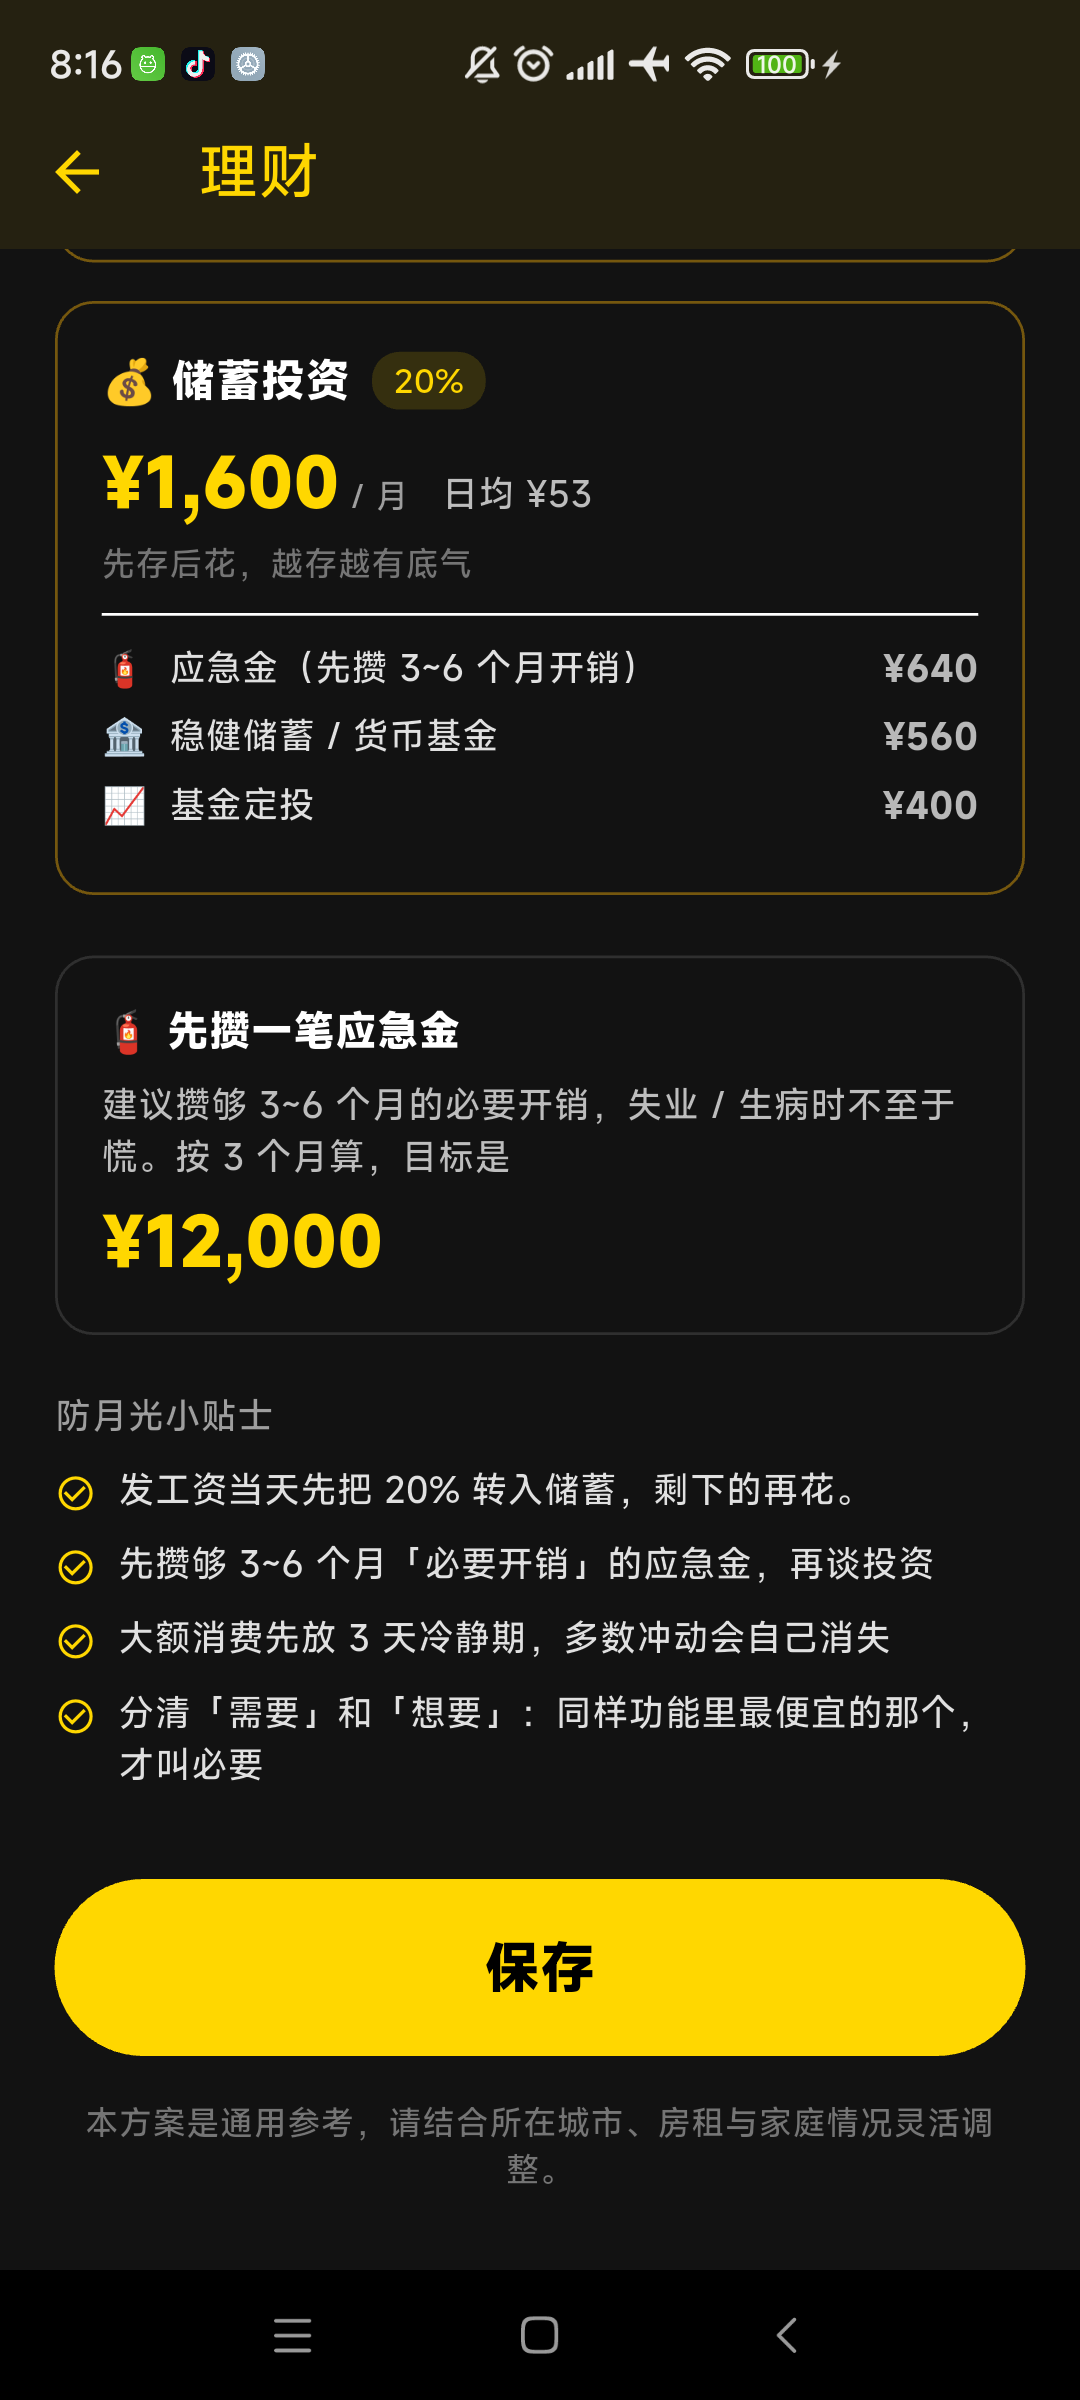 8:16
100
理财
储蓄投资 20%
¥1,600 / 月 日均 ¥53
先存后花，越存越有底气
应急金（先攒 3~6 个月开销） ¥640
稳健储蓄 / 货币基金 ¥560
基金定投 ¥400
先攒一笔应急金
建议攒够 3~6 个月的必要开销，失业 / 生病时不至于
慌。按 3 个月算，目标是
¥12,000
防月光小贴士
发工资当天先把 20% 转入储蓄，剩下的再花。
先攒够 3~6 个月「必要开销」的应急金，再谈投资
大额消费先放 3 天冷静期，多数冲动会自己消失
分清「需要」和「想要」：同样功能里最便宜的那个，
才叫必要
保存
本方案是通用参考，请结合所在城市、房租与家庭情况灵活调
整。